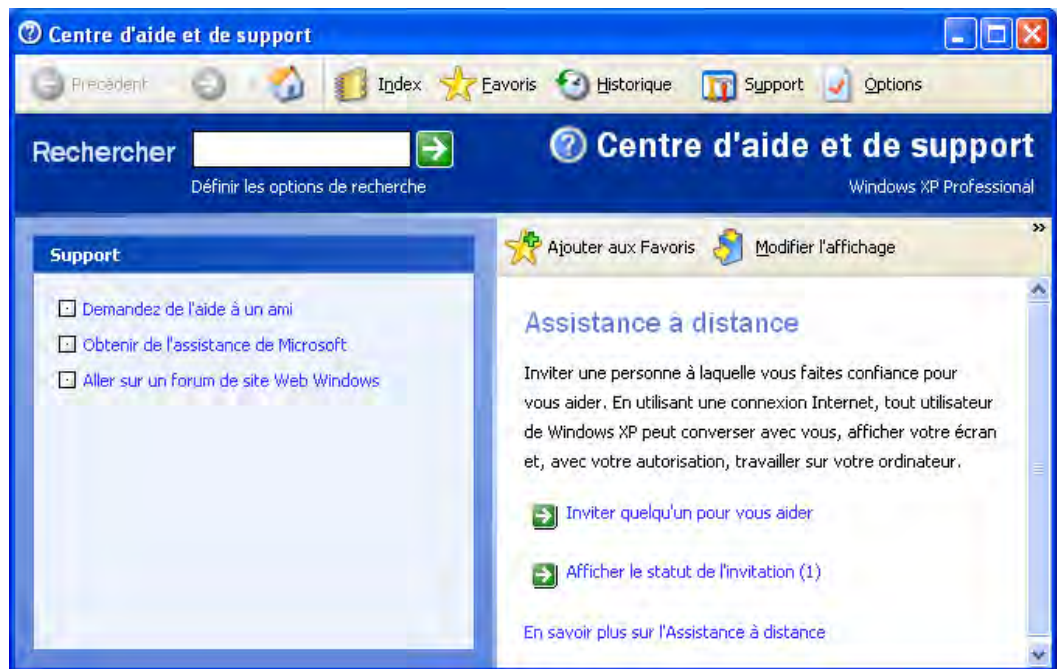 Centre d'aide et de support
Précédent
Index
Favoris
Historique
Support
Options
Rechercher
Définir les options de recherche
Centre d'aide et de support
Windows XP Professional
Support
Demandez de l'aide à un ami
Obtenir de l'assistance de Microsoft
Aller sur un forum de site Web Windows
Ajouter aux Favoris
Modifier l'affichage
»
Assistance à distance
Inviter une personne à laquelle vous faites confiance pour
vous aider. En utilisant une connexion Internet, tout utilisateur
de Windows XP peut converser avec vous, afficher votre écran
et, avec votre autorisation, travailler sur votre ordinateur.
Inviter quelqu'un pour vous aider
Afficher le statut de l'invitation (1)
En savoir plus sur l'Assistance à distance